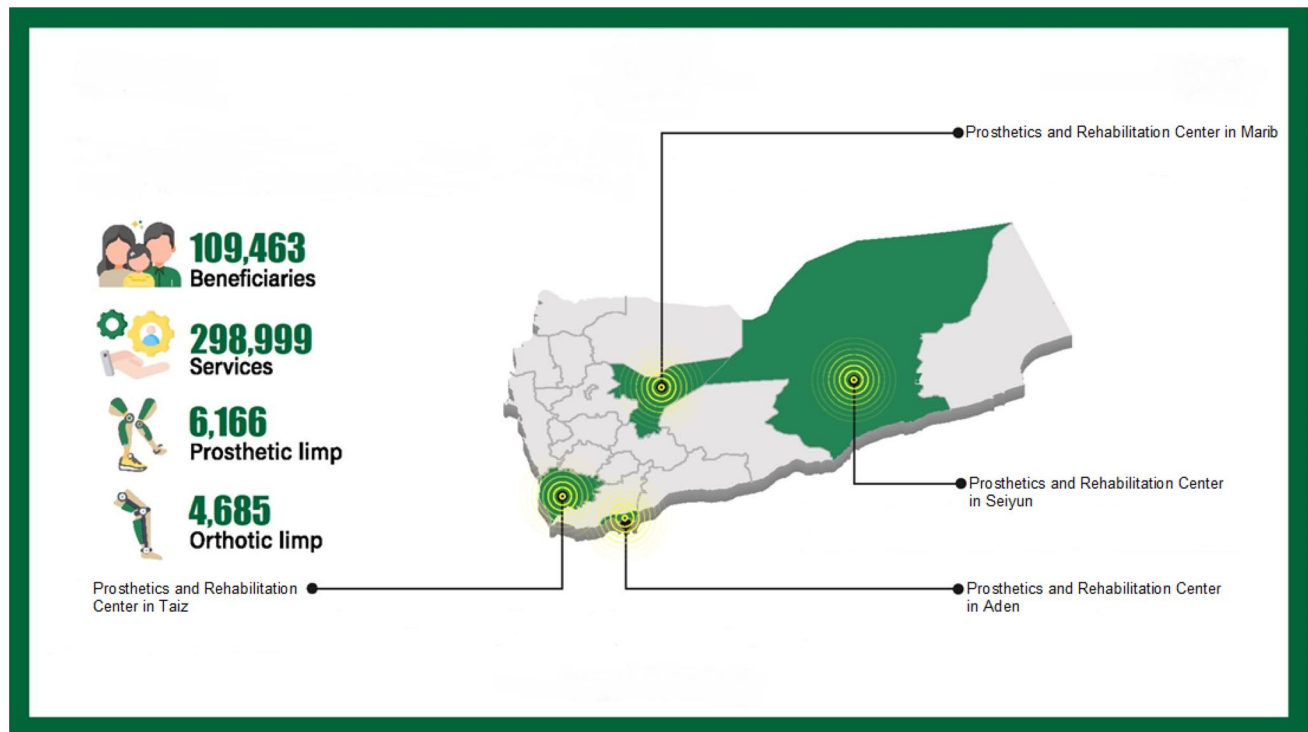 Prosthetics and Rehabilitation Center in Marib
109,463
Beneficiaries
298,999
Services
6,166
Prosthetic limp
4,685
Orthotic limp
Prosthetics and Rehabilitation Center
in Seiyun
Prosthetics and Rehabilitation
Center in Taiz
Prosthetics and Rehabilitation Center
in Aden